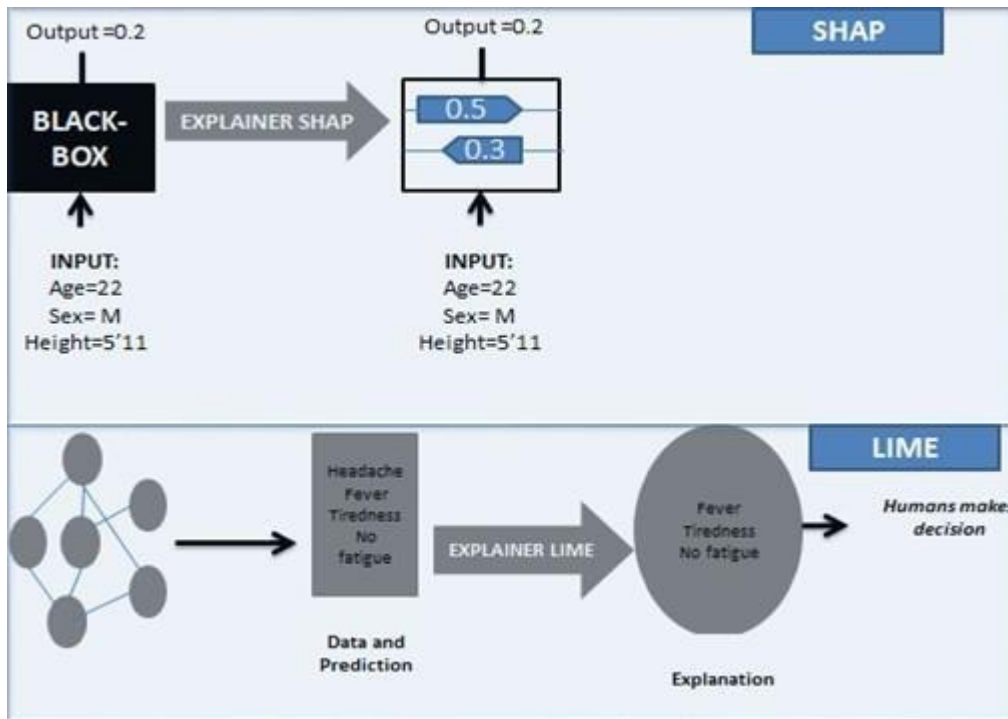 Output =0.2
BLACK-
BOX
EXPLAINER SHAP
INPUT:
Age=22
Sex= M
Height=5’11
Output =0.2
0.5
0.3
INPUT:
Age=22
Sex= M
Height=5’11
SHAP
Headache
Fever
Tiredness
No
fatigue
Data and
Prediction
EXPLAINER LIME
Fever
Tiredness
No fatigue
Explanation
LIME
Humans makes
decision